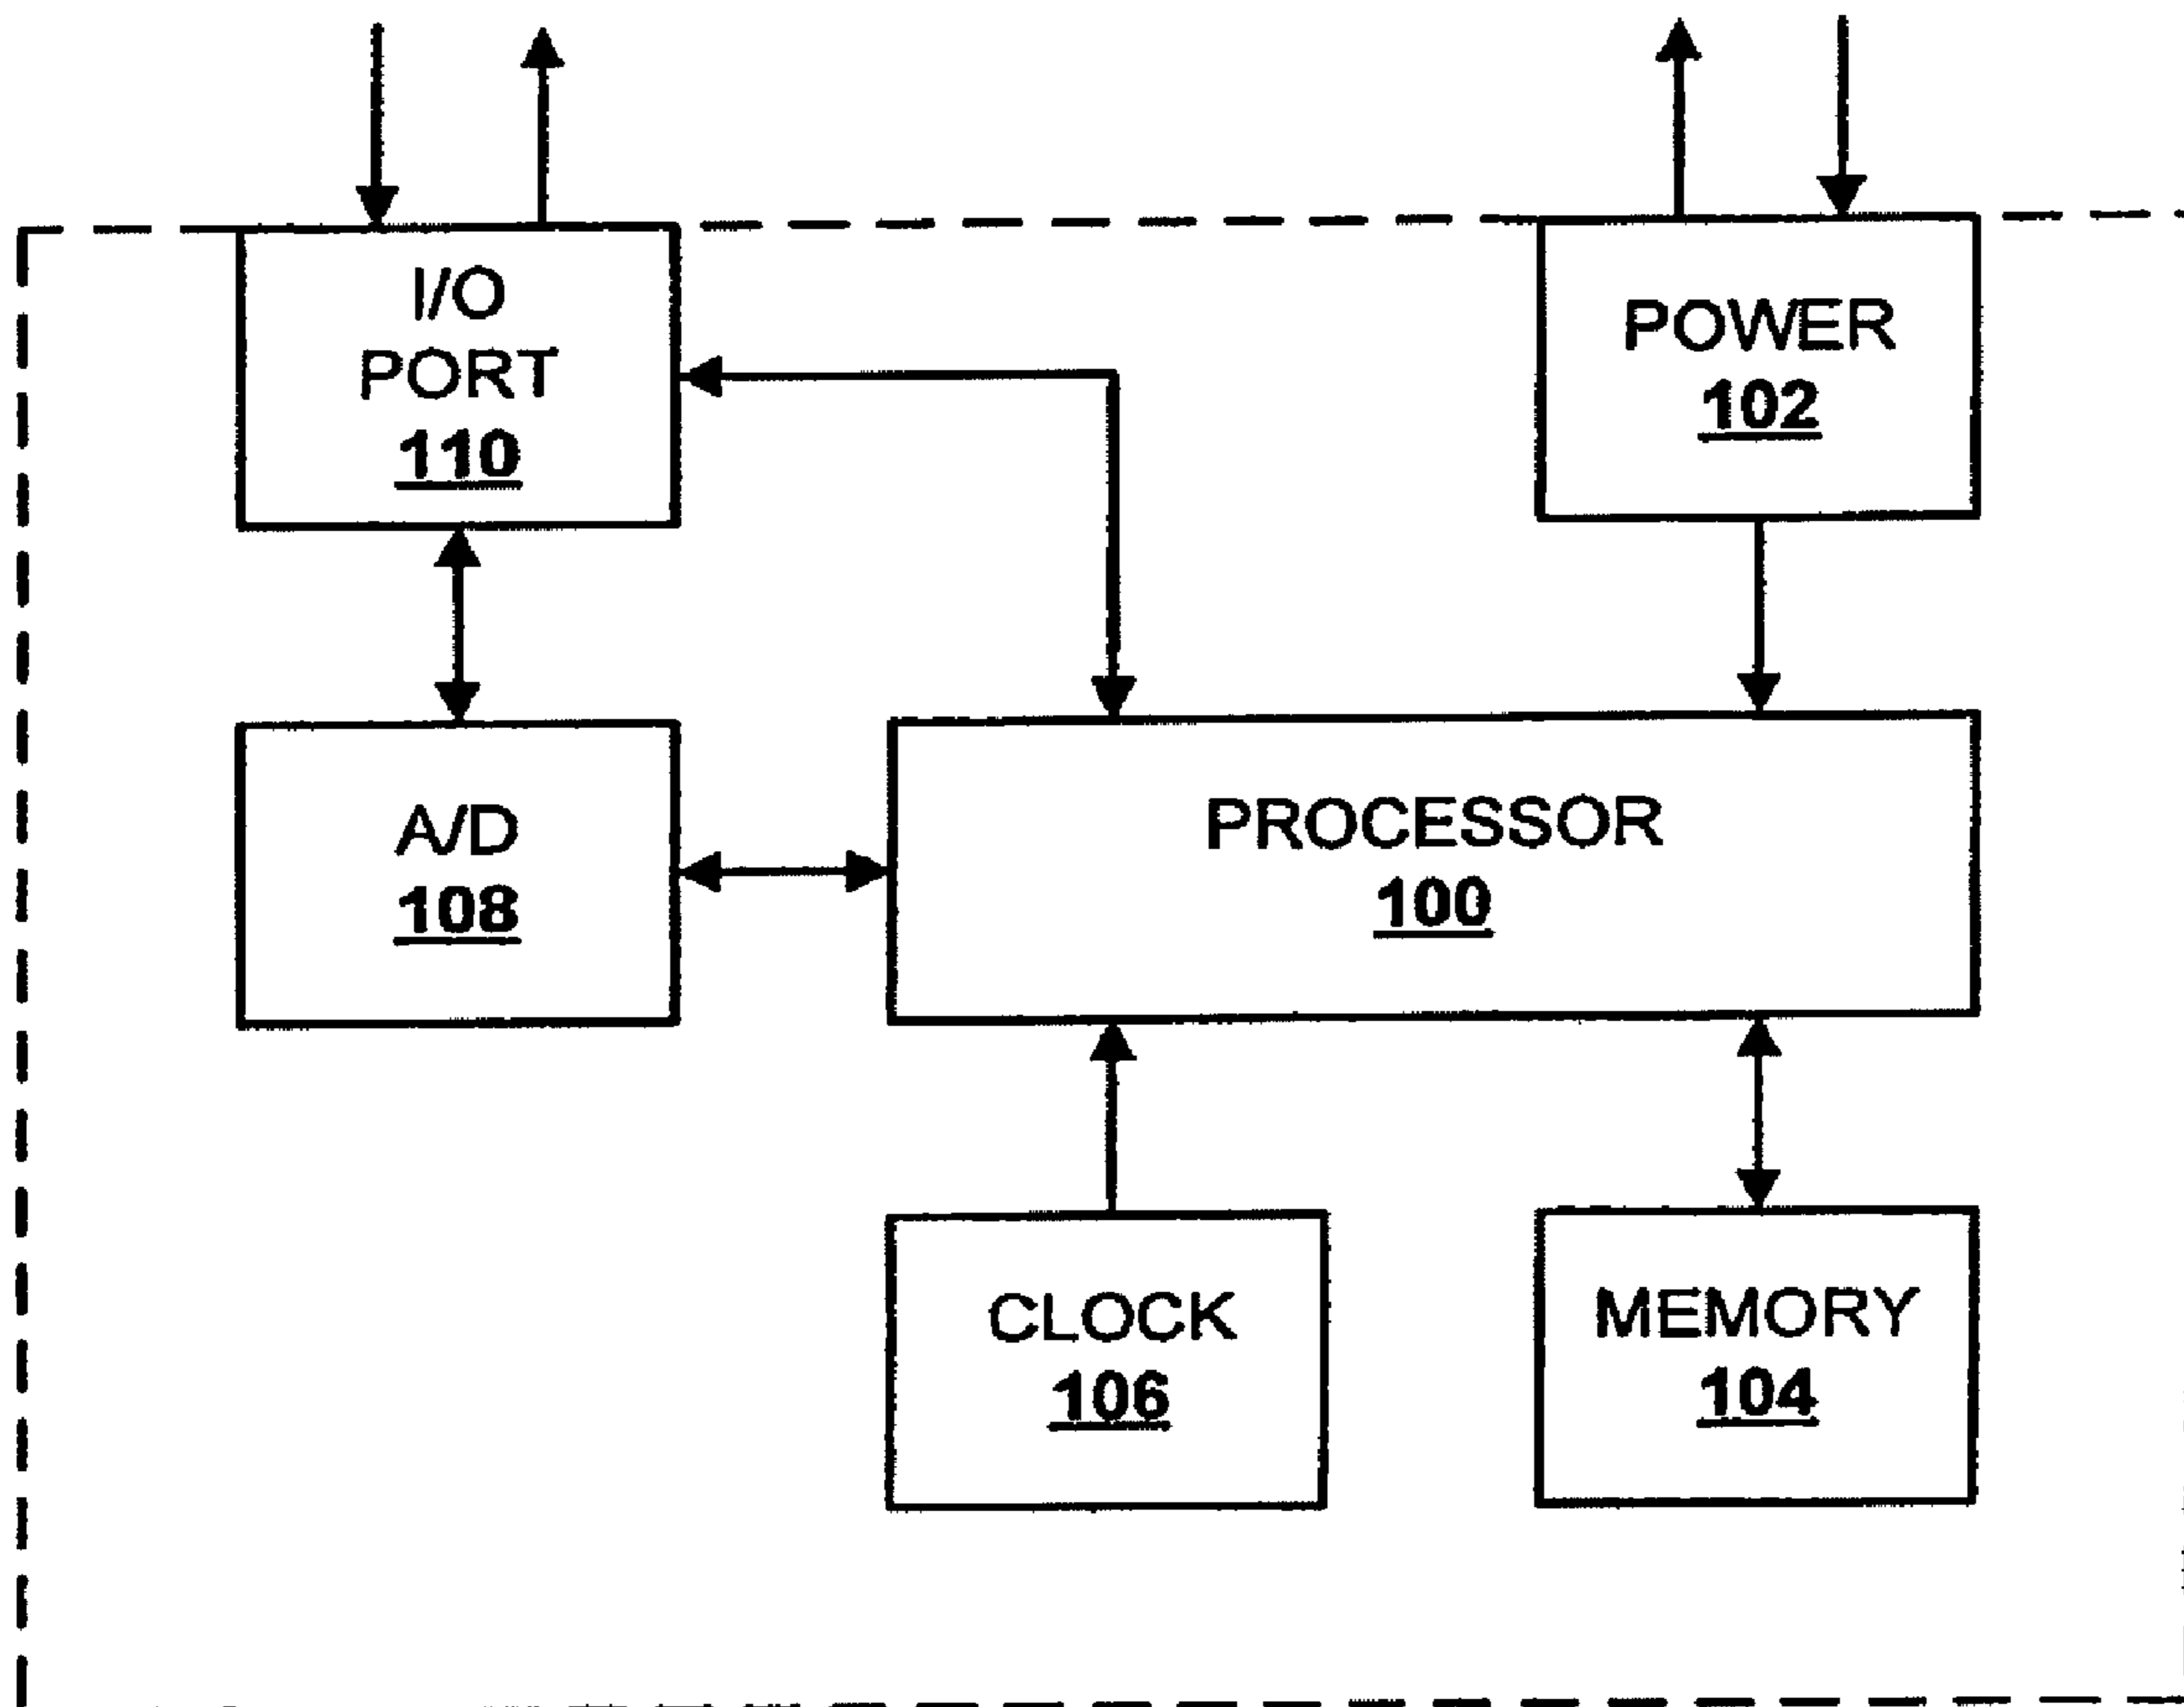 I/O
PORT
110
POWER
102
A/D
108
PROCESSOR
100
CLOCK
106
MEMORY
104